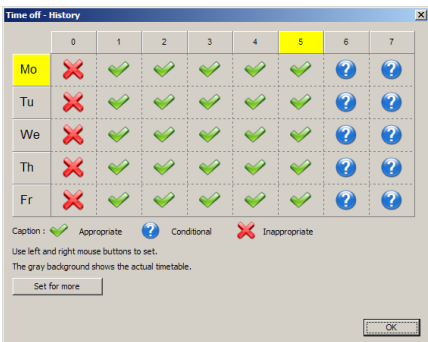 Time off - History
0 1 2 3 4 5 6 7
Mo
Tu
We
Th
Fr
Caption : Appropriate Conditional Inappropriate
Use left and right mouse buttons to set.
The gray background shows the actual timetable.
Set for more
OK